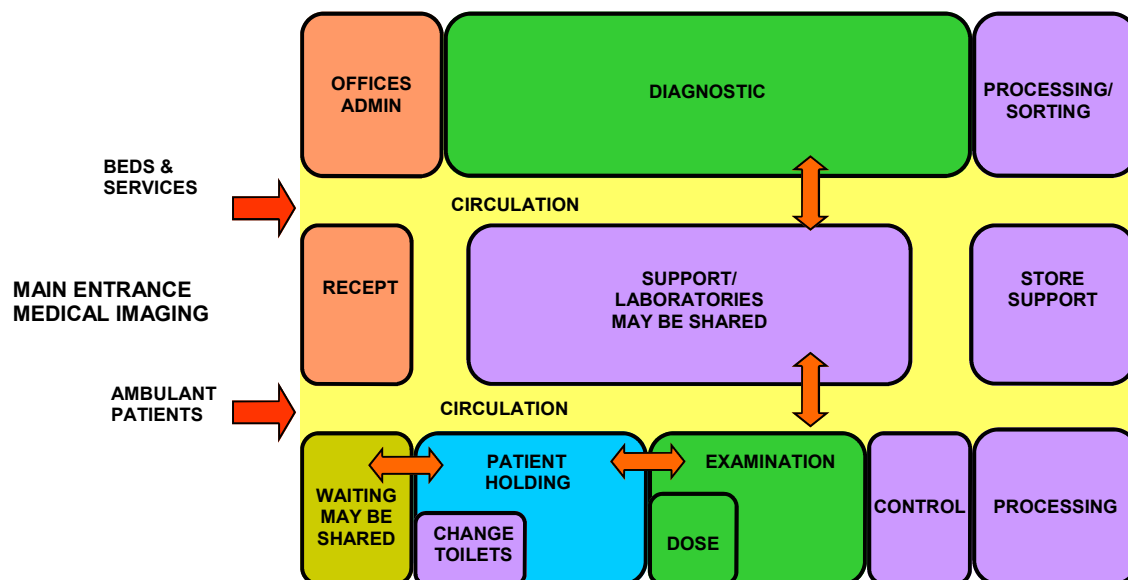 OFFICES
ADMIN
DIAGNOSTIC
PROCESSING/
SORTING
BEDS &
SERVICES
CIRCULATION
MAIN ENTRANCE
MEDICAL IMAGING
RECEPT
SUPPORT/
LABORATORIES
MAY BE SHARED
STORE
SUPPORT
AMBULANT
PATIENTS
CIRCULATION
WAITING
MAY BE
SHARED
PATIENT
HOLDING
CHANGE
TOILETS
EXAMINATION
DOSE
CONTROL
PROCESSING